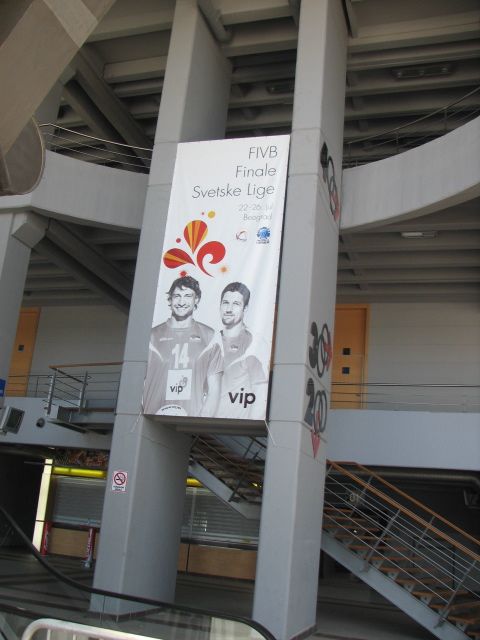 FIVB
Finale
Svetske Lige
22-26. jul
Beograd
14
vip
vip